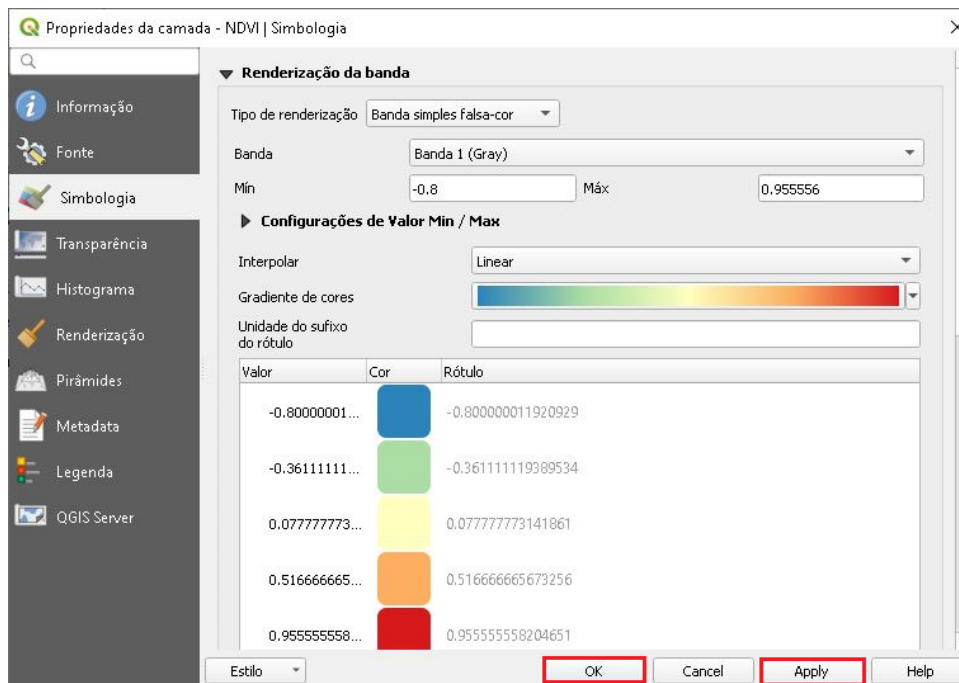 Propriedades da camada - NDVI | Simbologia
Informação
Fonte
Simbologia
Transparência
Histograma
Renderização
Pirâmides
Metadata
Legenda
QGIS Server
Renderização da banda
Tipo de renderização Banda simples falsa-cor
Banda Banda 1 (Gray)
Mín -0.8 Máx 0.955556
Configurações de Valor Min / Max
Interpolar Linear
Gradiente de cores
Unidade do sufixo
do rótulo
Valor Cor Rótulo
-0.80000001... -0.800000011920929
-0.36111111... -0.361111119389534
0.077777773... 0.077777773141861
0.516666665... 0.516666665673256
0.955555558... 0.955555558204651
Estilo OK Cancel Apply Help